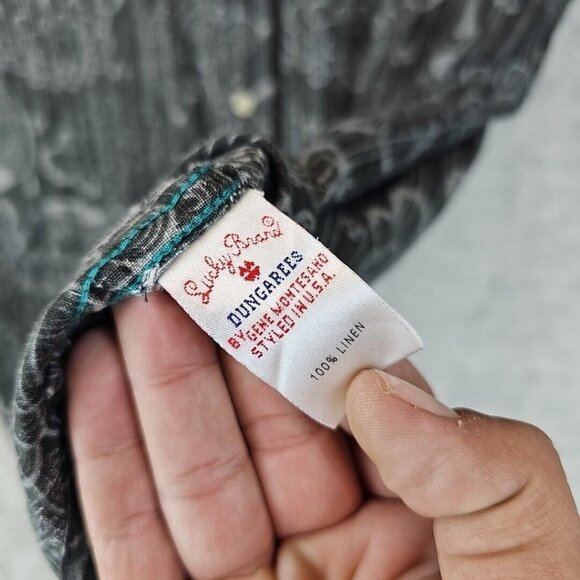 Lucky Brand
DUNGAREES
BY GENE MONTESANO
STYLED IN U.S.A.
100% LINEN